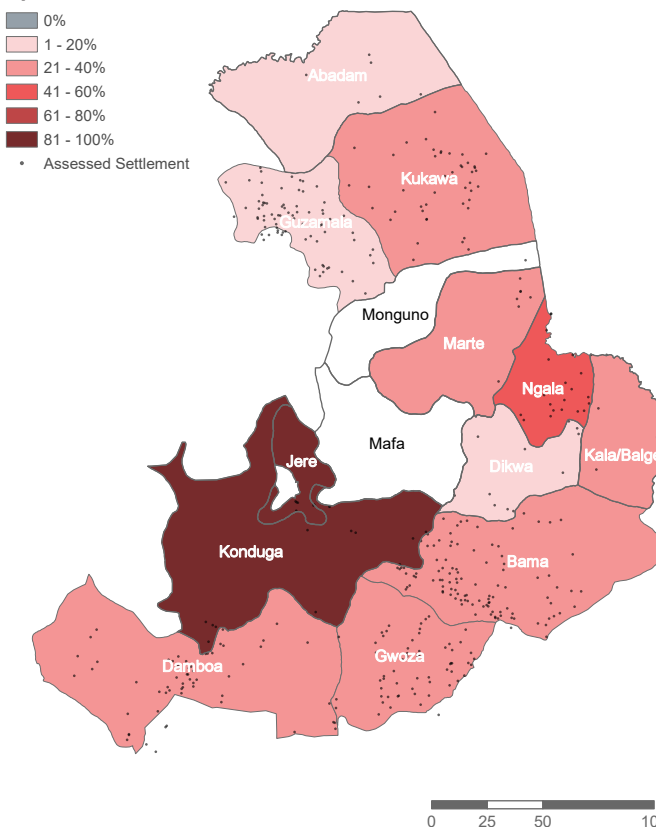 0%
1 - 20%
21 - 40%
41 - 60%
61 - 80%
81 - 100%
Assessed Settlement
Abadam
Kukawa
Guzamala
Monguno
Marte
Ngala
Mafa
Jere
Dikwa
Kala/Balge
Konduga
Bama
Damboa
Gwoza
0 25 50